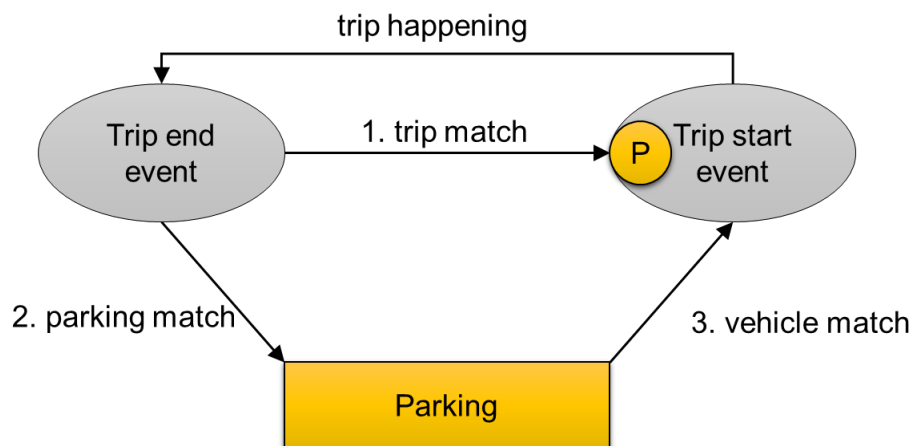 trip happening
Trip end
event
1. trip match
P
Trip start
event
2. parking match
3. vehicle match
Parking